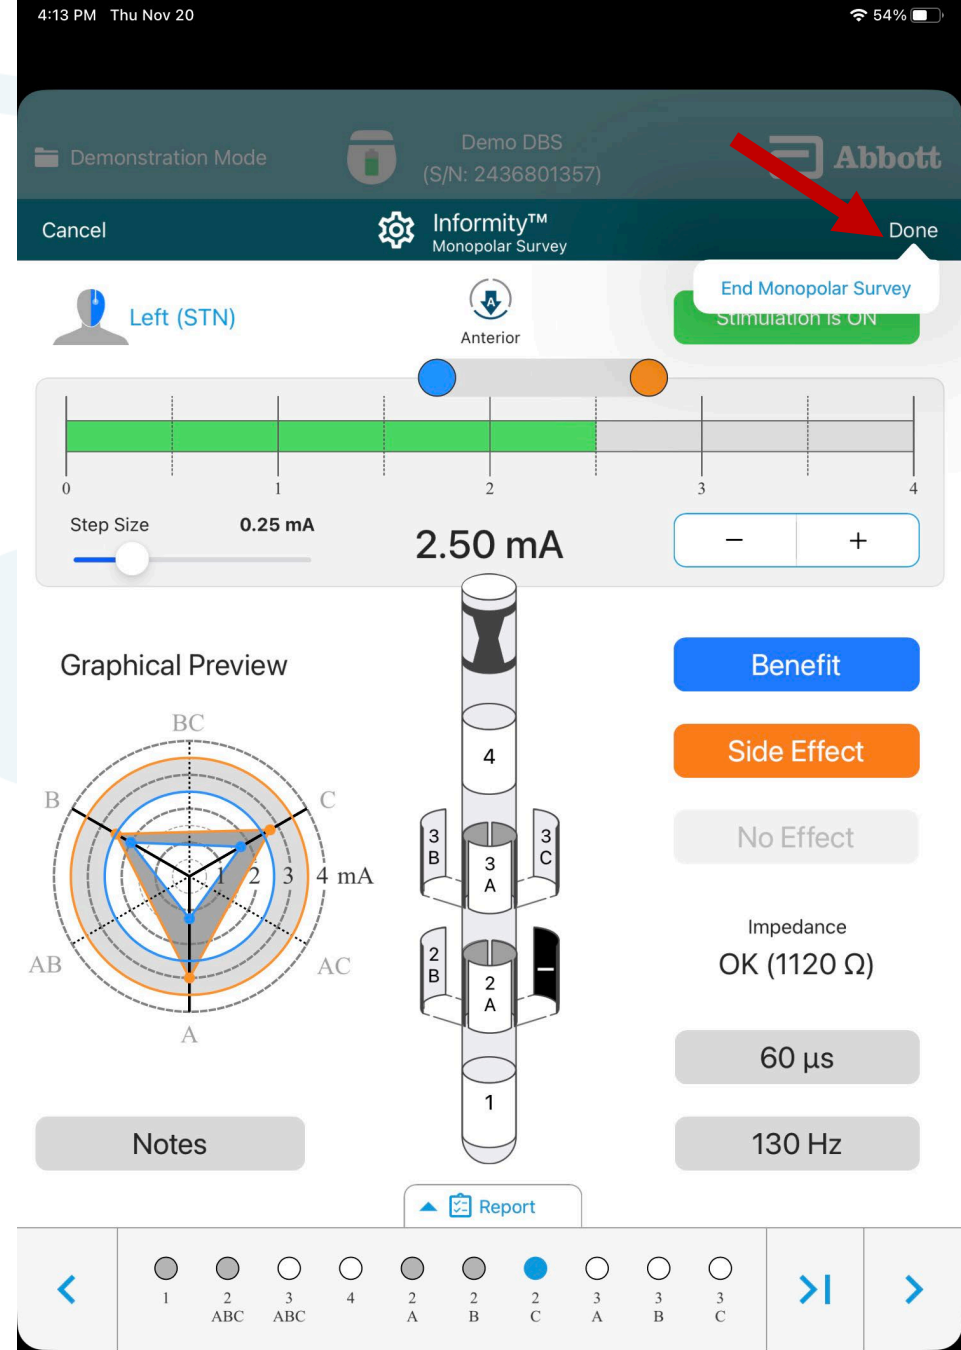 4:13 PM Thu Nov 20
54%
Demonstration Mode
Demo DBS
(S/N: 2436801357)
Abbott
Cancel
Informity™
Monopolar Survey
Done
End Monopolar Survey
Left (STN)
A
Anterior
Stimulation is ON
0
1
2
3
4
Step Size
0.25 mA
2.50 mA
−
+
Graphical Preview
BC
B
C
1
2
3
4 mA
AB
AC
A
4
3
B
3
A
3
C
2
B
2
A
1
Benefit
Side Effect
No Effect
Impedance
OK (1120 Ω)
60 µs
130 Hz
Notes
Report
1
2
ABC
3
ABC
4
2
A
2
B
2
C
3
A
3
B
3
C